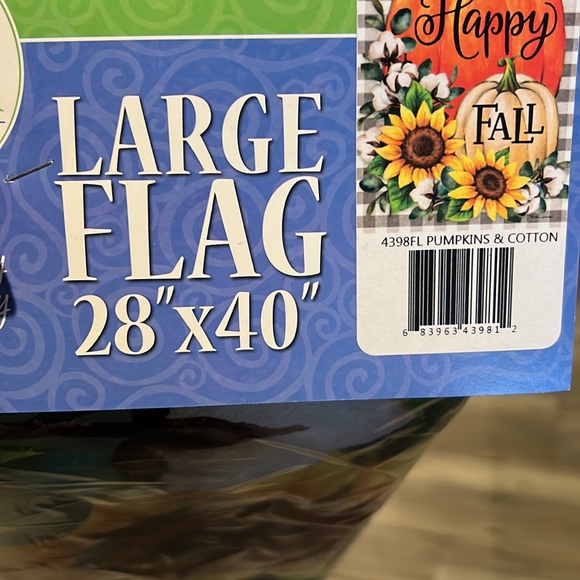 Happy
FALL
LARGE
FLAG
28"x40"
4398FL PUMPKINS & COTTON
6 83963 43981 2